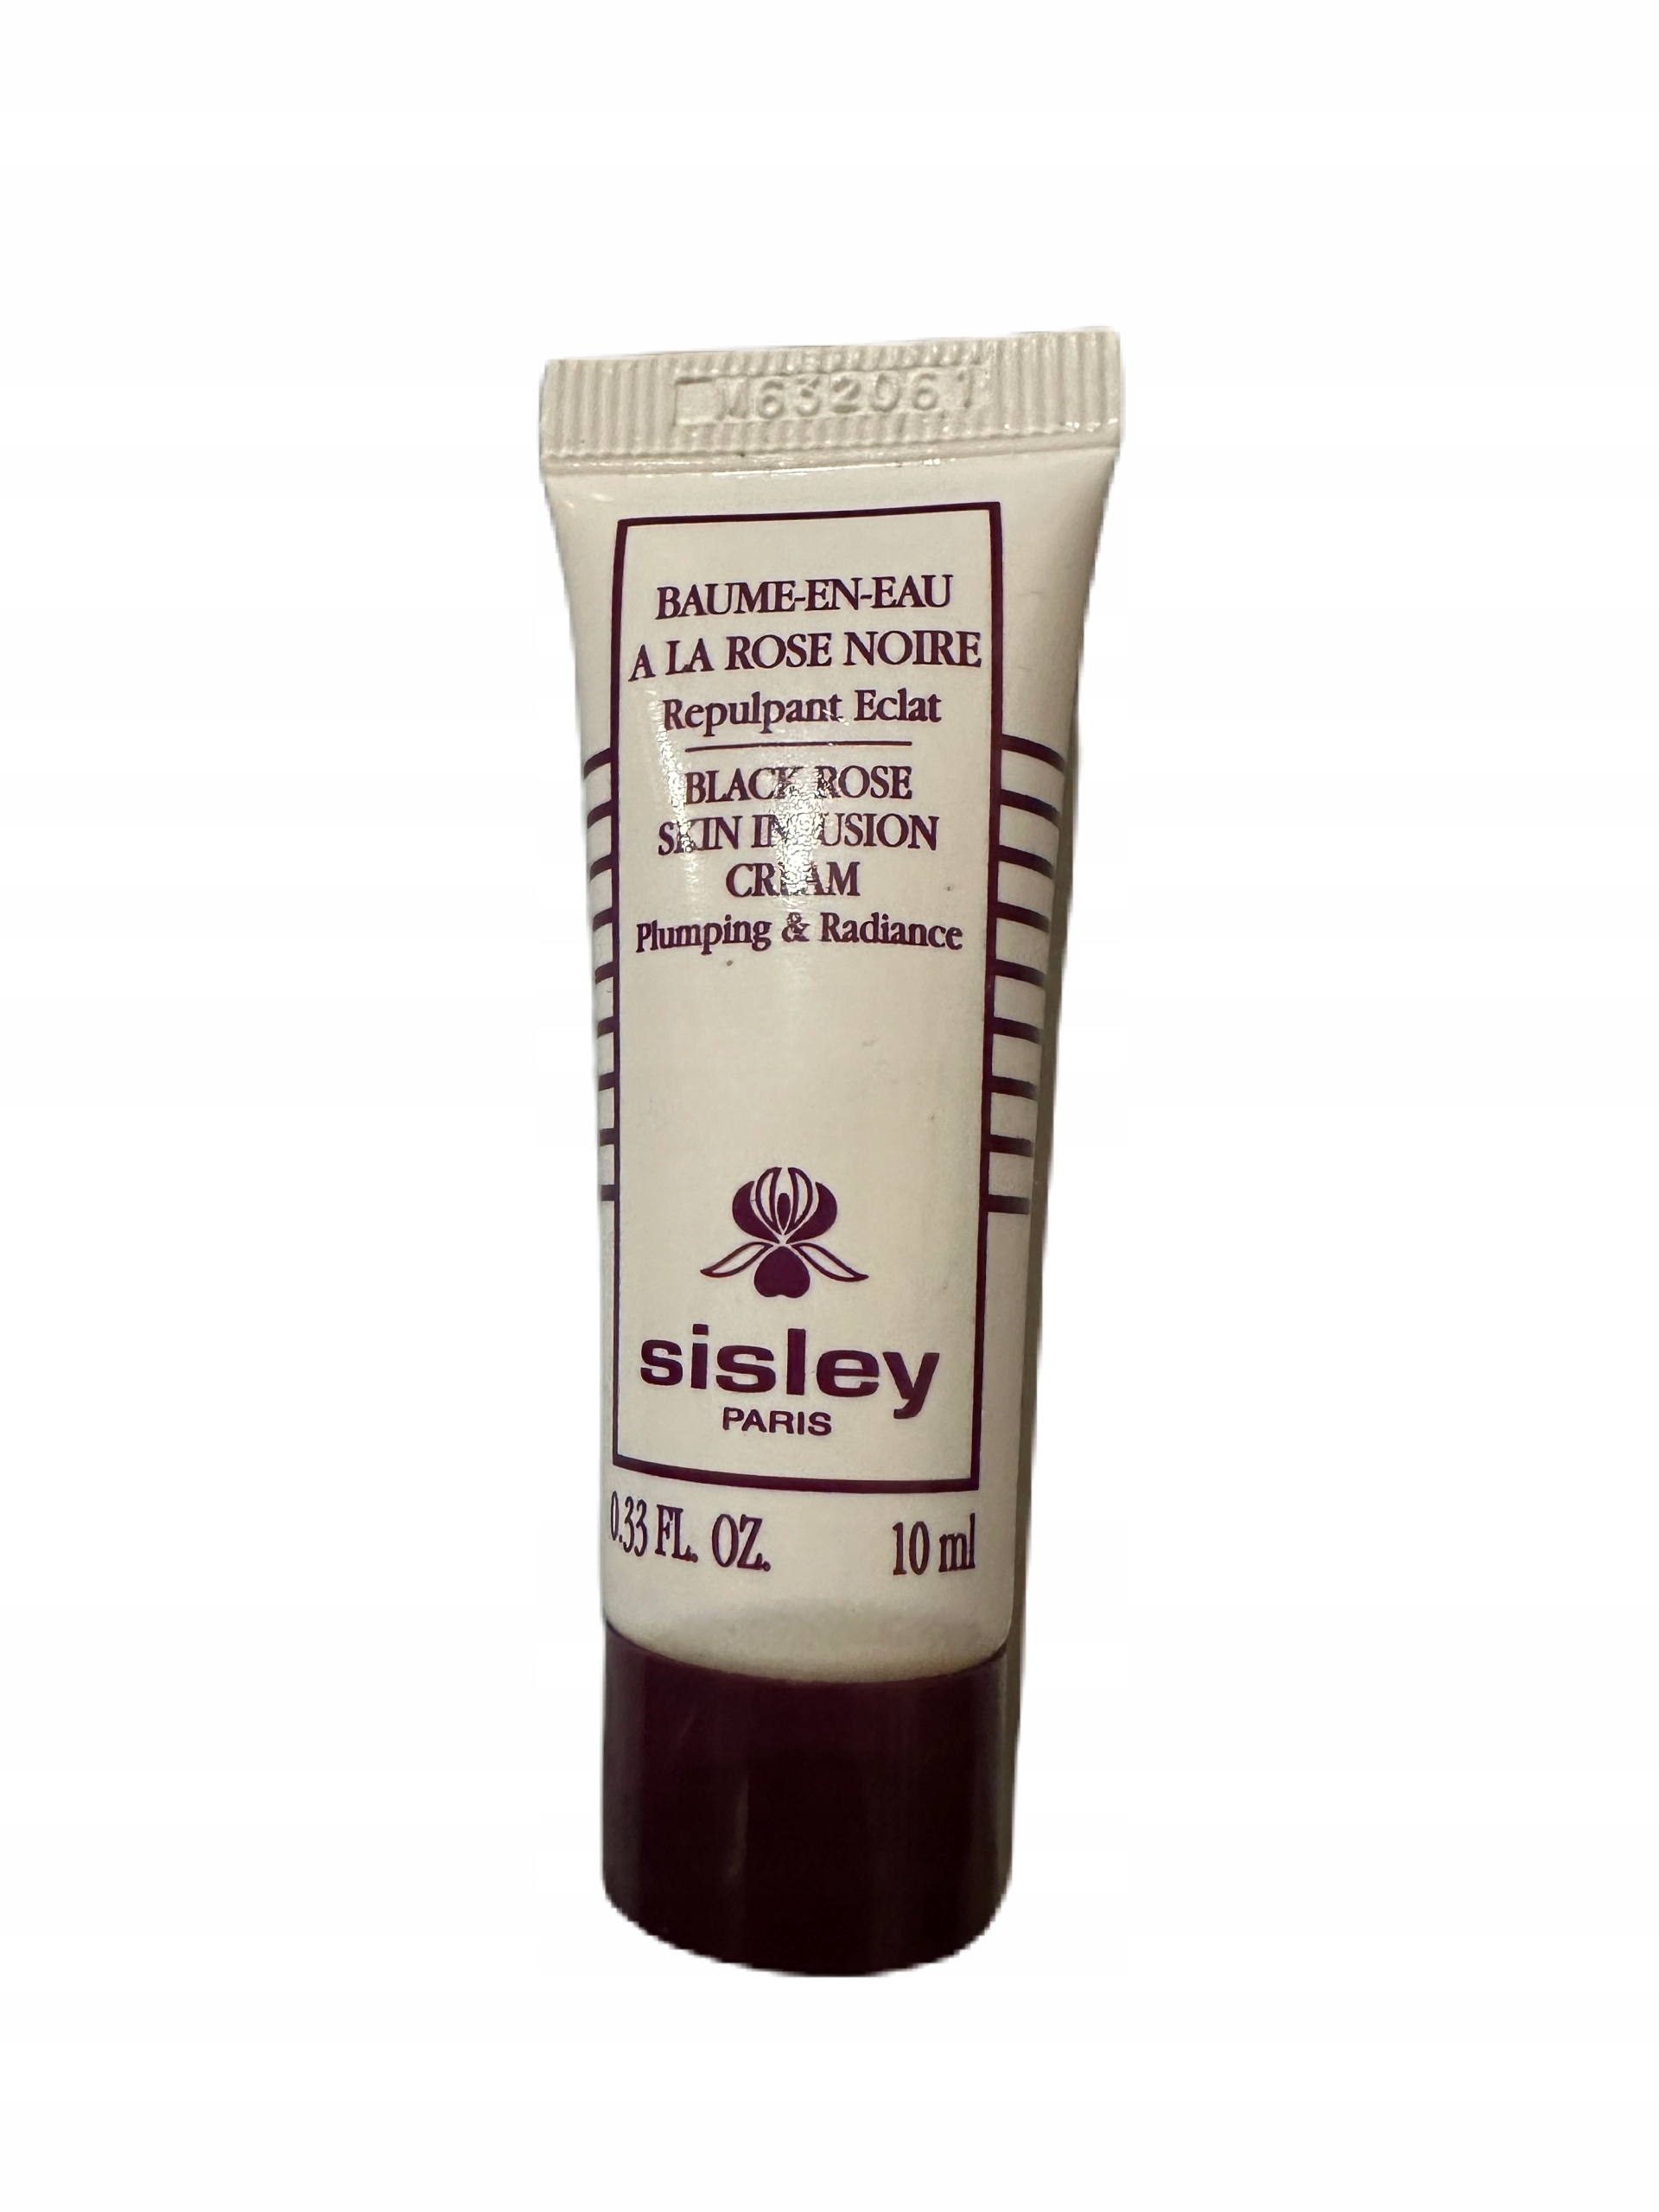 M632061
BAUME-EN-EAU
A LA ROSE NOIRE
Repulpant Eclat
BLACK ROSE
SKIN INFUSION
CREAM
Plumping & Radiance
sisley
PARIS
0.33 FL. OZ. 10 ml